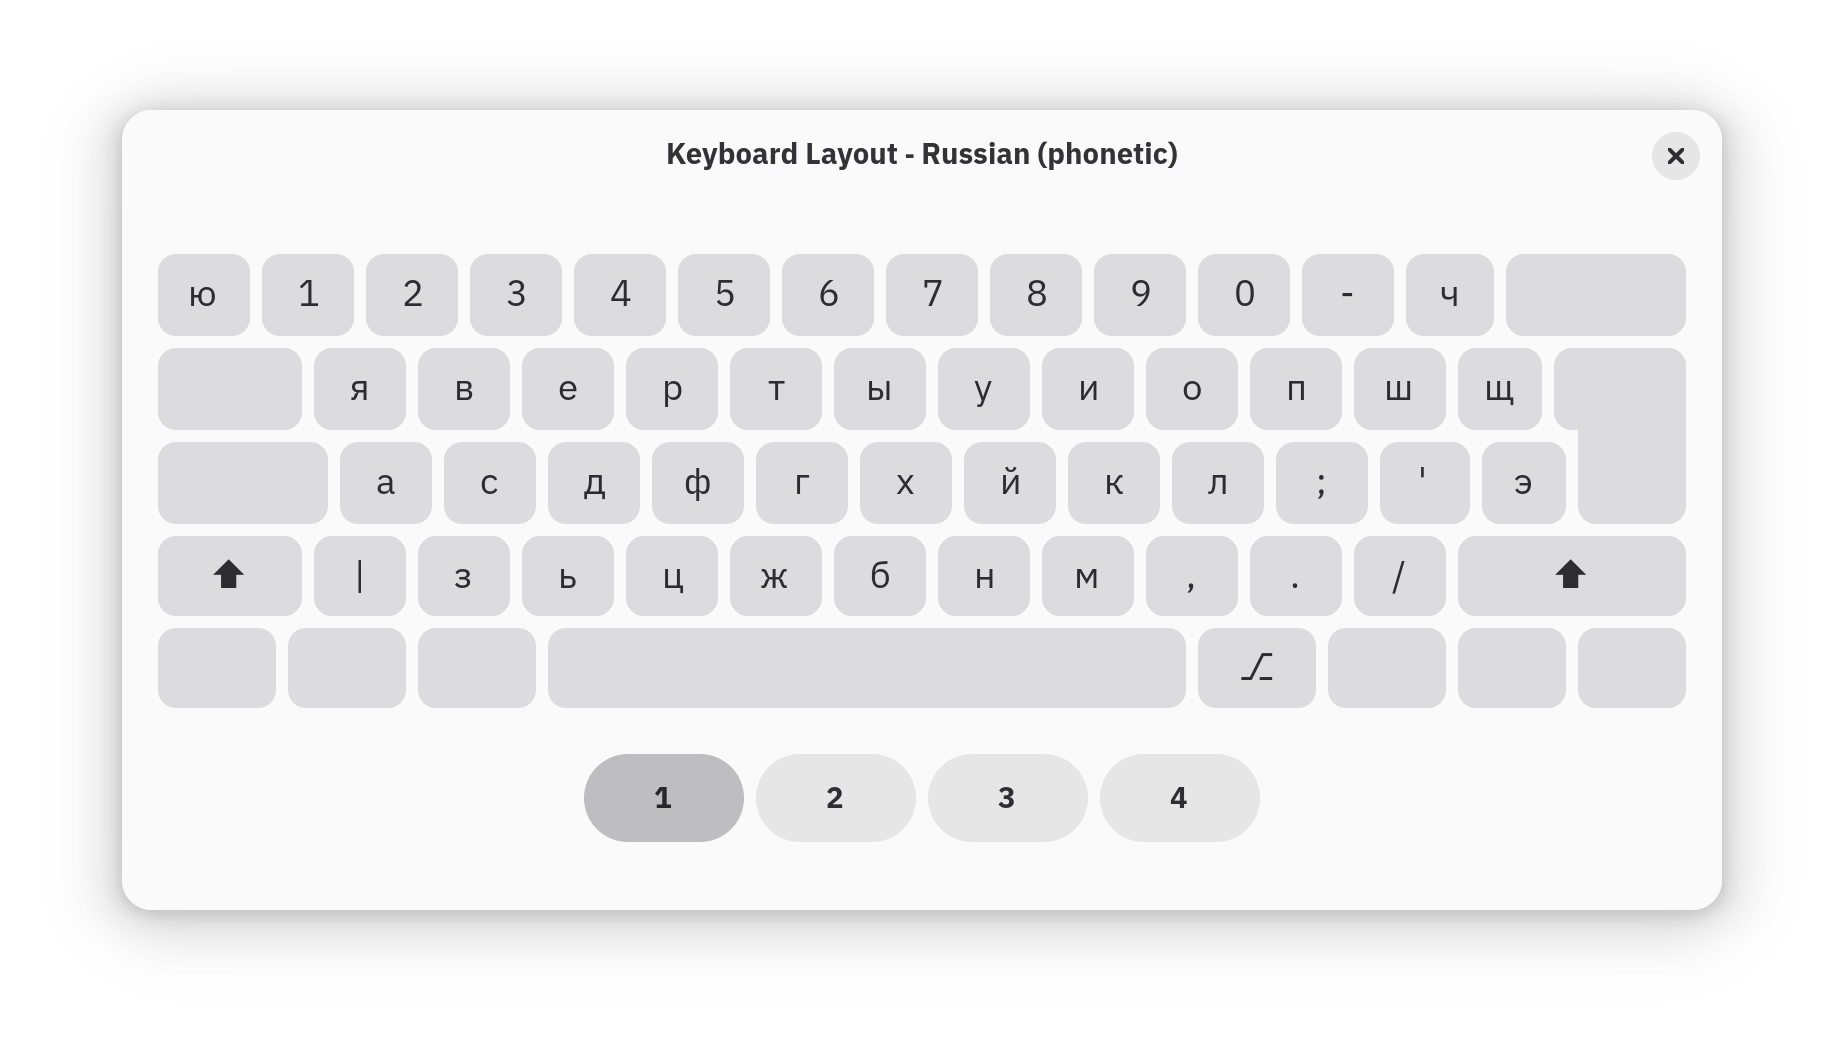 Keyboard Layout - Russian (phonetic)
ю 1 2 3 4 5 6 7 8 9 0 - ч
я в е р т ы у и о п ш щ
а с д ф г х й к л ; ' э
| з ь ц ж б н м , . /
1 2 3 4